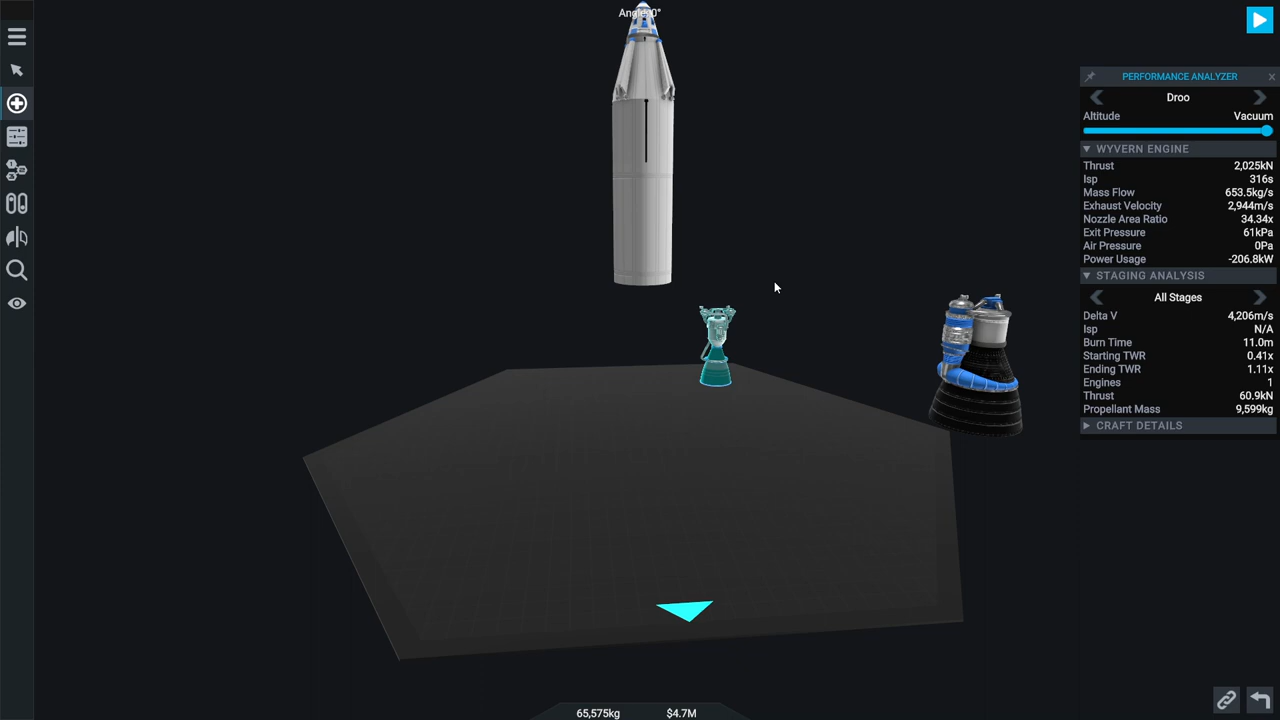 Angle: 0°
PERFORMANCE ANALYZER
Droo
Altitude Vacuum
WYVERN ENGINE
Thrust 2,025kN
Isp 316s
Mass Flow 653.5kg/s
Exhaust Velocity 2,944m/s
Nozzle Area Ratio 34.34x
Exit Pressure 61kPa
Air Pressure 0Pa
Power Usage -206.8kW
STAGING ANALYSIS
All Stages
Delta V 4,206m/s
Isp N/A
Burn Time 11.0m
Starting TWR 0.41x
Ending TWR 1.11x
Engines 1
Thrust 60.9kN
Propellant Mass 9,599kg
CRAFT DETAILS
65,575kg $4.7M